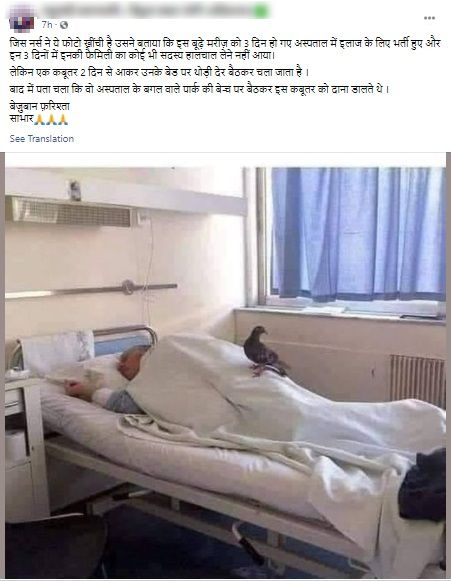 7h
जिस नर्स ने ये फोटो खींची है उसने बताया कि इस बूढ़े मरीज़ को 3 दिन हो गए अस्पताल में इलाज के लिए भर्ती हुए और
इन 3 दिनों में इनकी फैमिली का कोई भी सदस्य हालचाल लेने नहीं आया।
लेकिन एक कबूतर 2 दिन से आकर उनके बेड पर थोड़ी देर बैठकर चला जाता है ।
बाद में पता चला कि वो अस्पताल के बगल वाले पार्क की बेन्च पर बैठकर इस कबूतर को दाना डालते थे ।
बेज़ुबान फ़रिश्ता
साभार🙏🙏🙏
See Translation